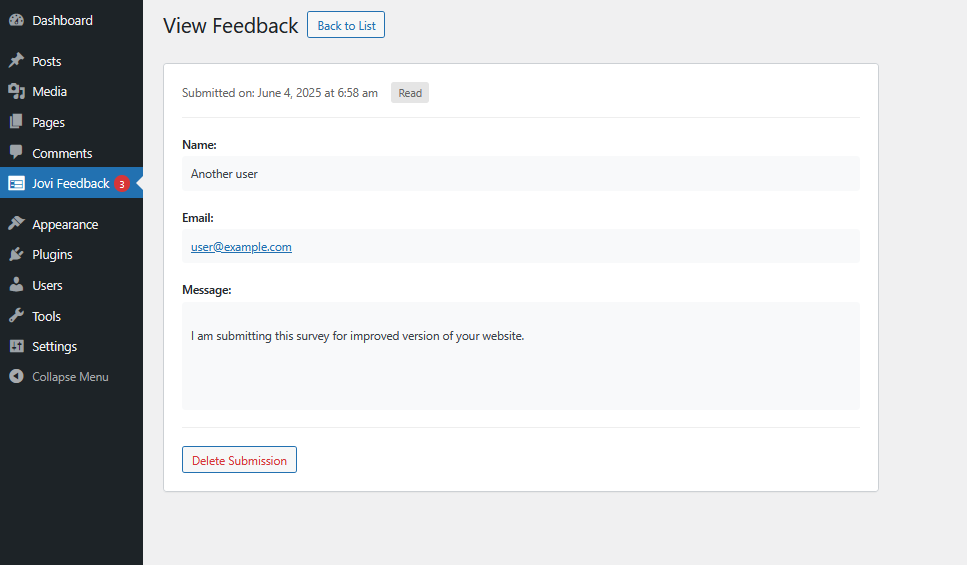 Dashboard
Posts
Media
Pages
Comments
Jovi Feedback 3
Appearance
Plugins
Users
Tools
Settings
Collapse Menu
View Feedback Back to List
Submitted on: June 4, 2025 at 6:58 am Read
Name:
Another user
Email:
user@example.com
Message:
I am submitting this survey for improved version of your website.
Delete Submission